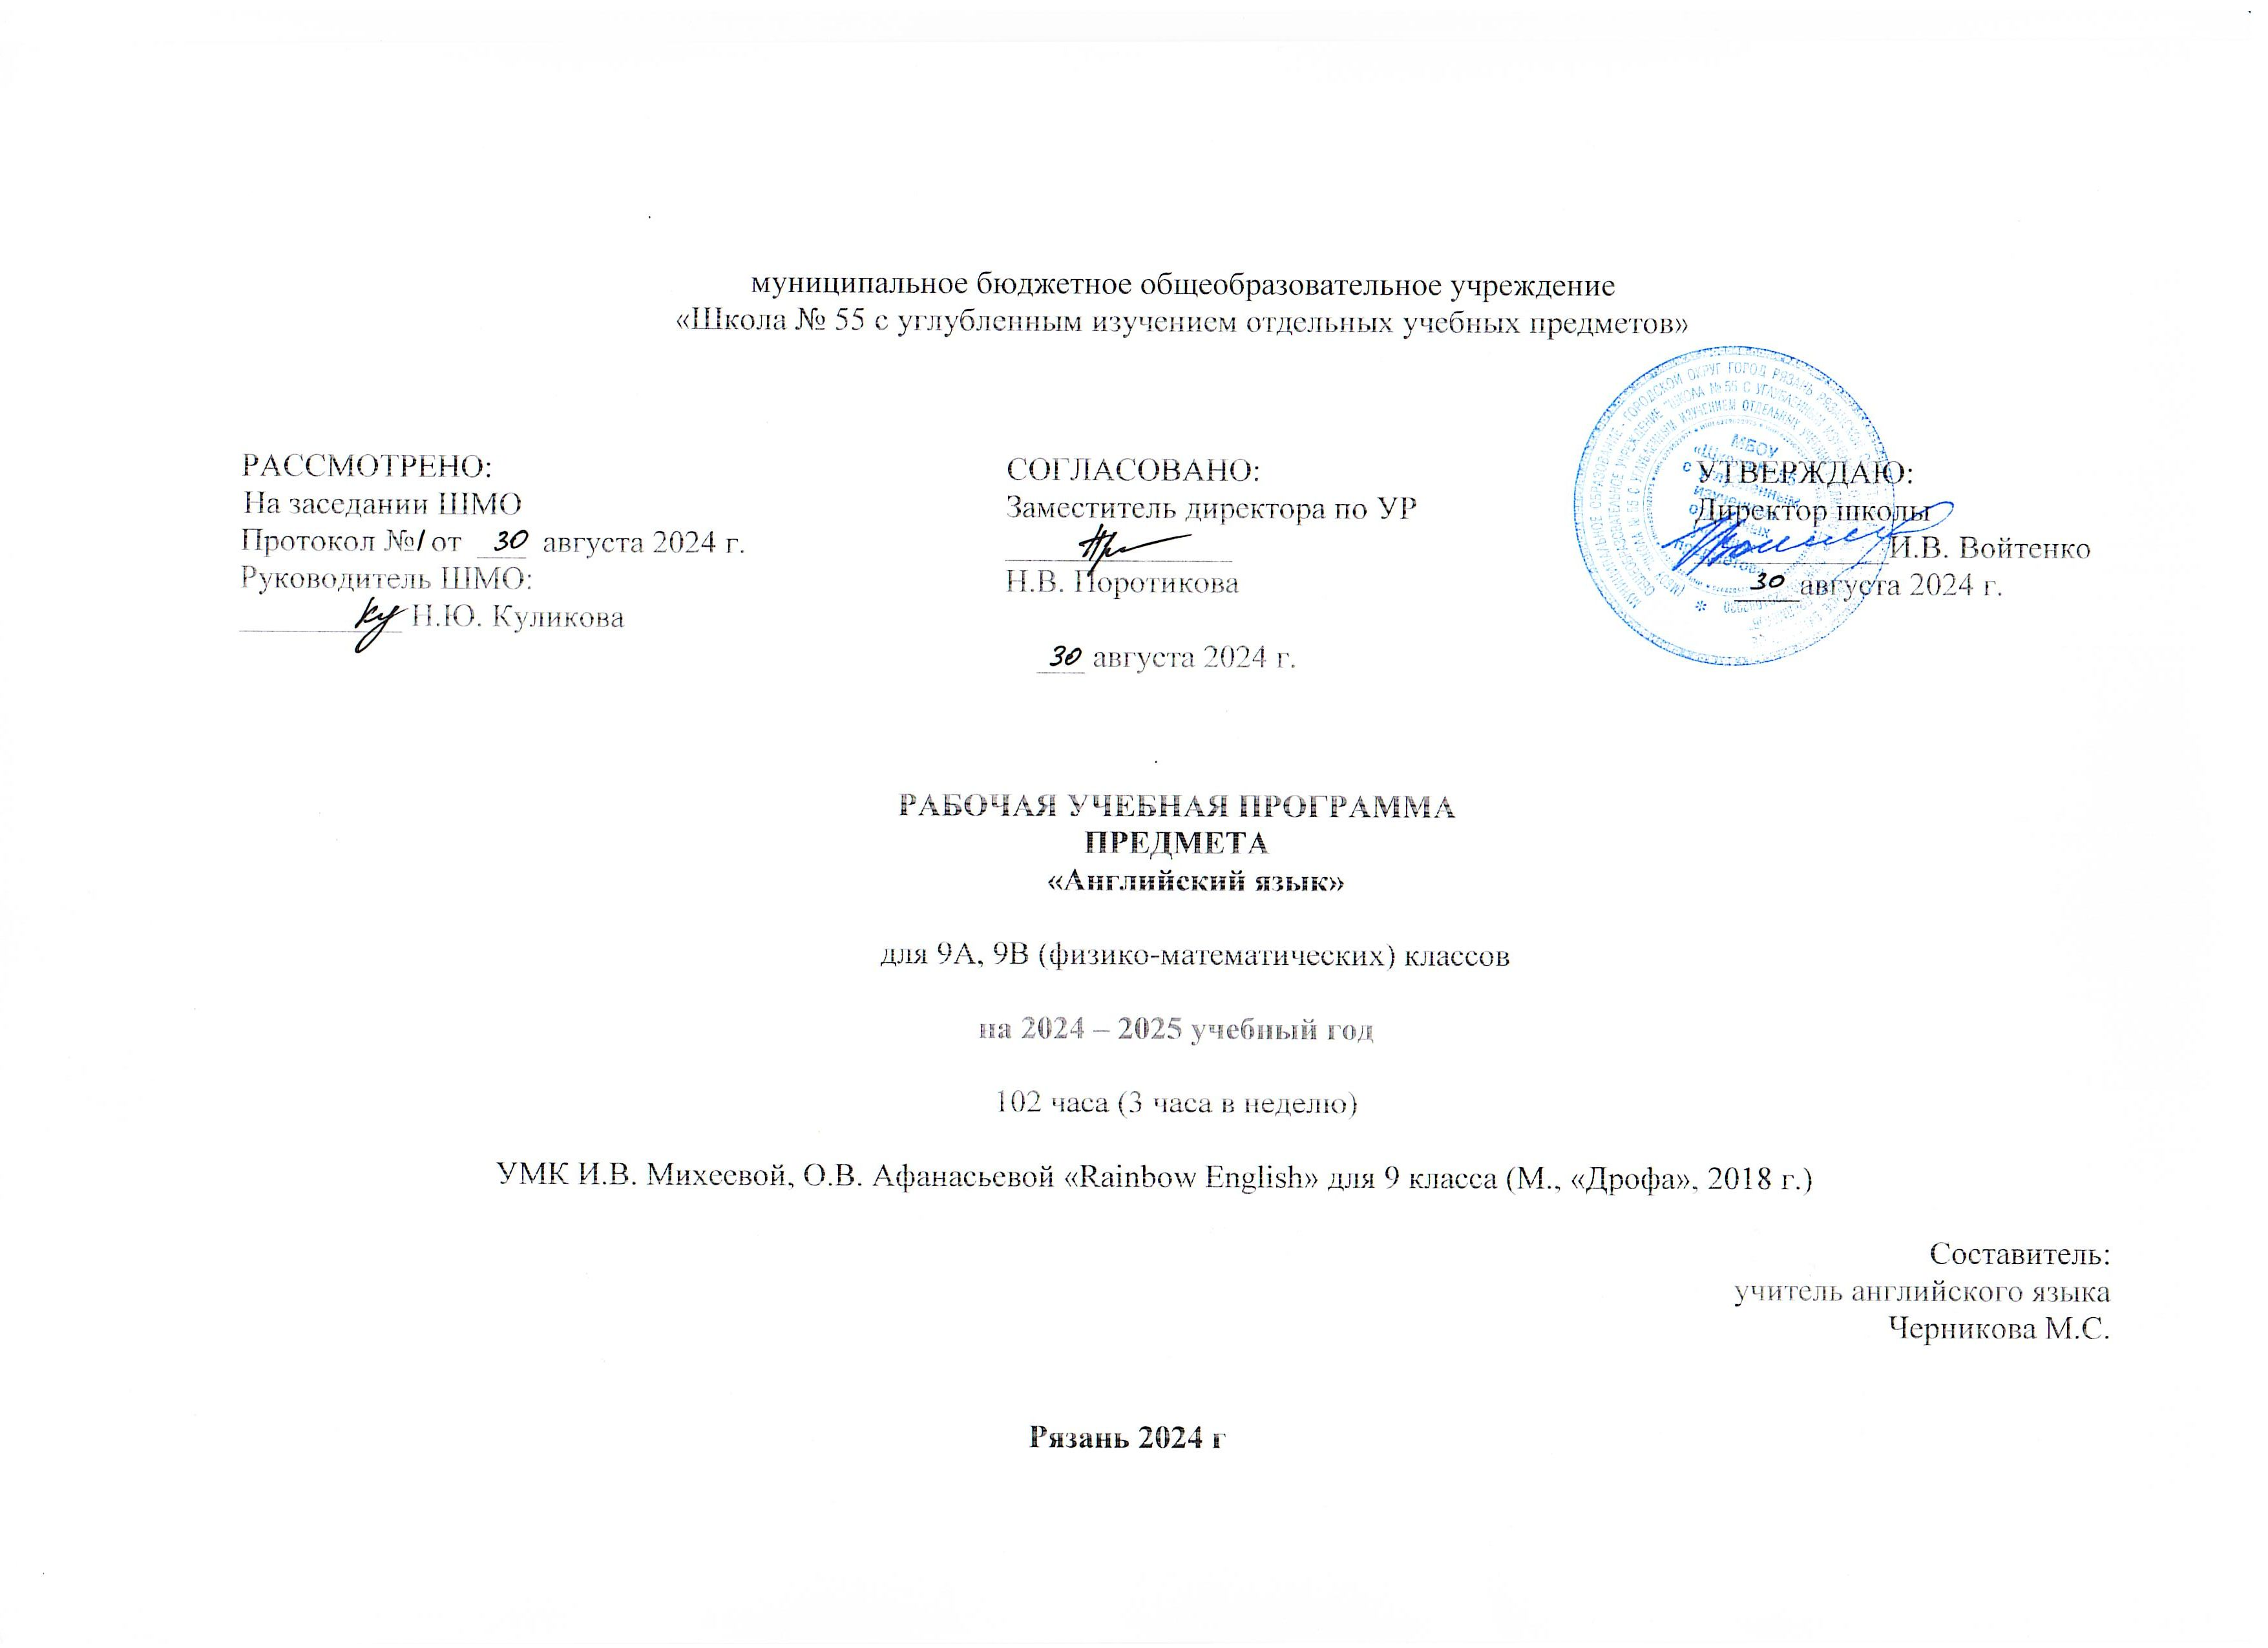 муниципальное бюджетное общеобразовательное учреждение
«Школа № 55 с углубленным изучением отдельных учебных предметов»
РАССМОТРЕНО:
На заседании ШМО
Протокол №1 от 30 августа 2024 г.
Руководитель ШМО:
Н.Ю. Куликова
СОГЛАСОВАНО:
Заместитель директора по УР
Н.В. Поротикова
30 августа 2024 г.
УТВЕРЖДАЮ:
Директор школы
И.В. Войтенко
30 августа 2024 г.
МБОУ
РАБОЧАЯ УЧЕБНАЯ ПРОГРАММА
ПРЕДМЕТА
«Английский язык»
для 9А, 9В (физико-математических) классов
на 2024 – 2025 учебный год
102 часа (3 часа в неделю)
УМК И.В. Михеевой, О.В. Афанасьевой «Rainbow English» для 9 класса (М., «Дрофа», 2018 г.)
Составитель:
учитель английского языка
Черникова М.С.
Рязань 2024 г